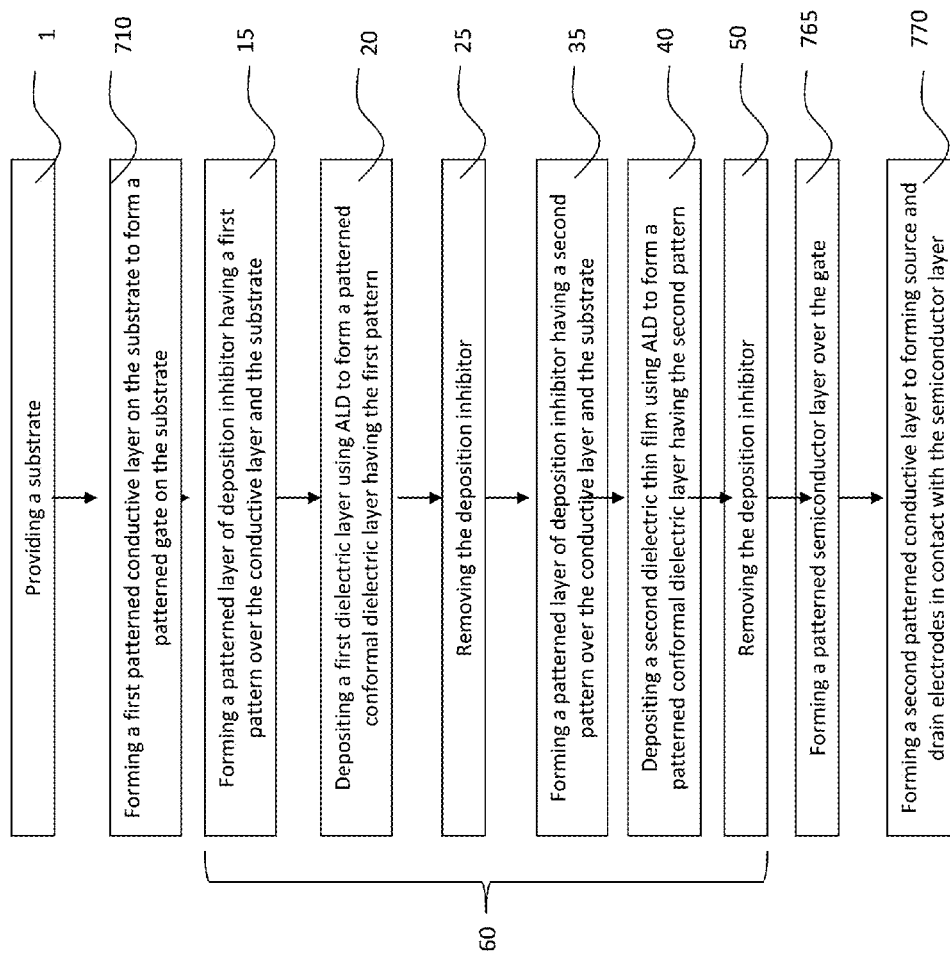 Providing a substrate
1
Forming a first patterned conductive layer on the substrate to form a
patterned gate on the substrate
710
Forming a patterned layer of deposition inhibitor having a first
pattern over the conductive layer and the substrate
15
Depositing a first dielectric layer using ALD to form a patterned
conformal dielectric layer having the first pattern
20
Removing the deposition inhibitor
25
Forming a patterned layer of deposition inhibitor having a second
pattern over the conductive layer and the substrate
35
Depositing a second dielectric thin film using ALD to form a
patterned conformal dielectric layer having the second pattern
40
Removing the deposition inhibitor
50
Forming a patterned semiconductor layer over the gate
765
Forming a second patterned conductive layer to forming source and
drain electrodes in contact with the semiconductor layer
770
60